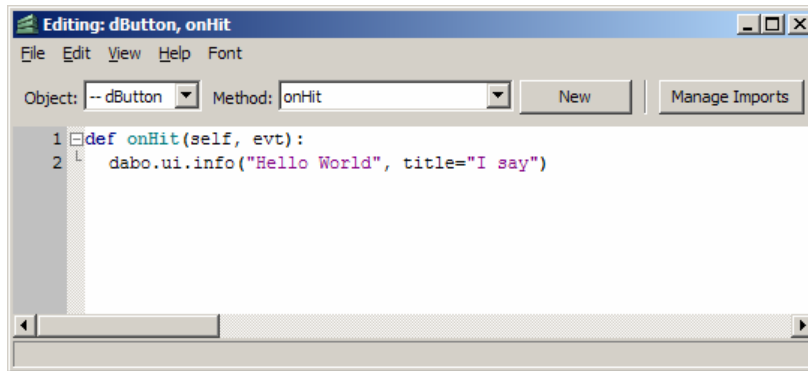 Editing: dButton, onHit
File Edit View Help Font
Object: -- dButton Method: onHit New Manage Imports
1 def onHit(self, evt):
2 dabo.ui.info("Hello World", title="I say")